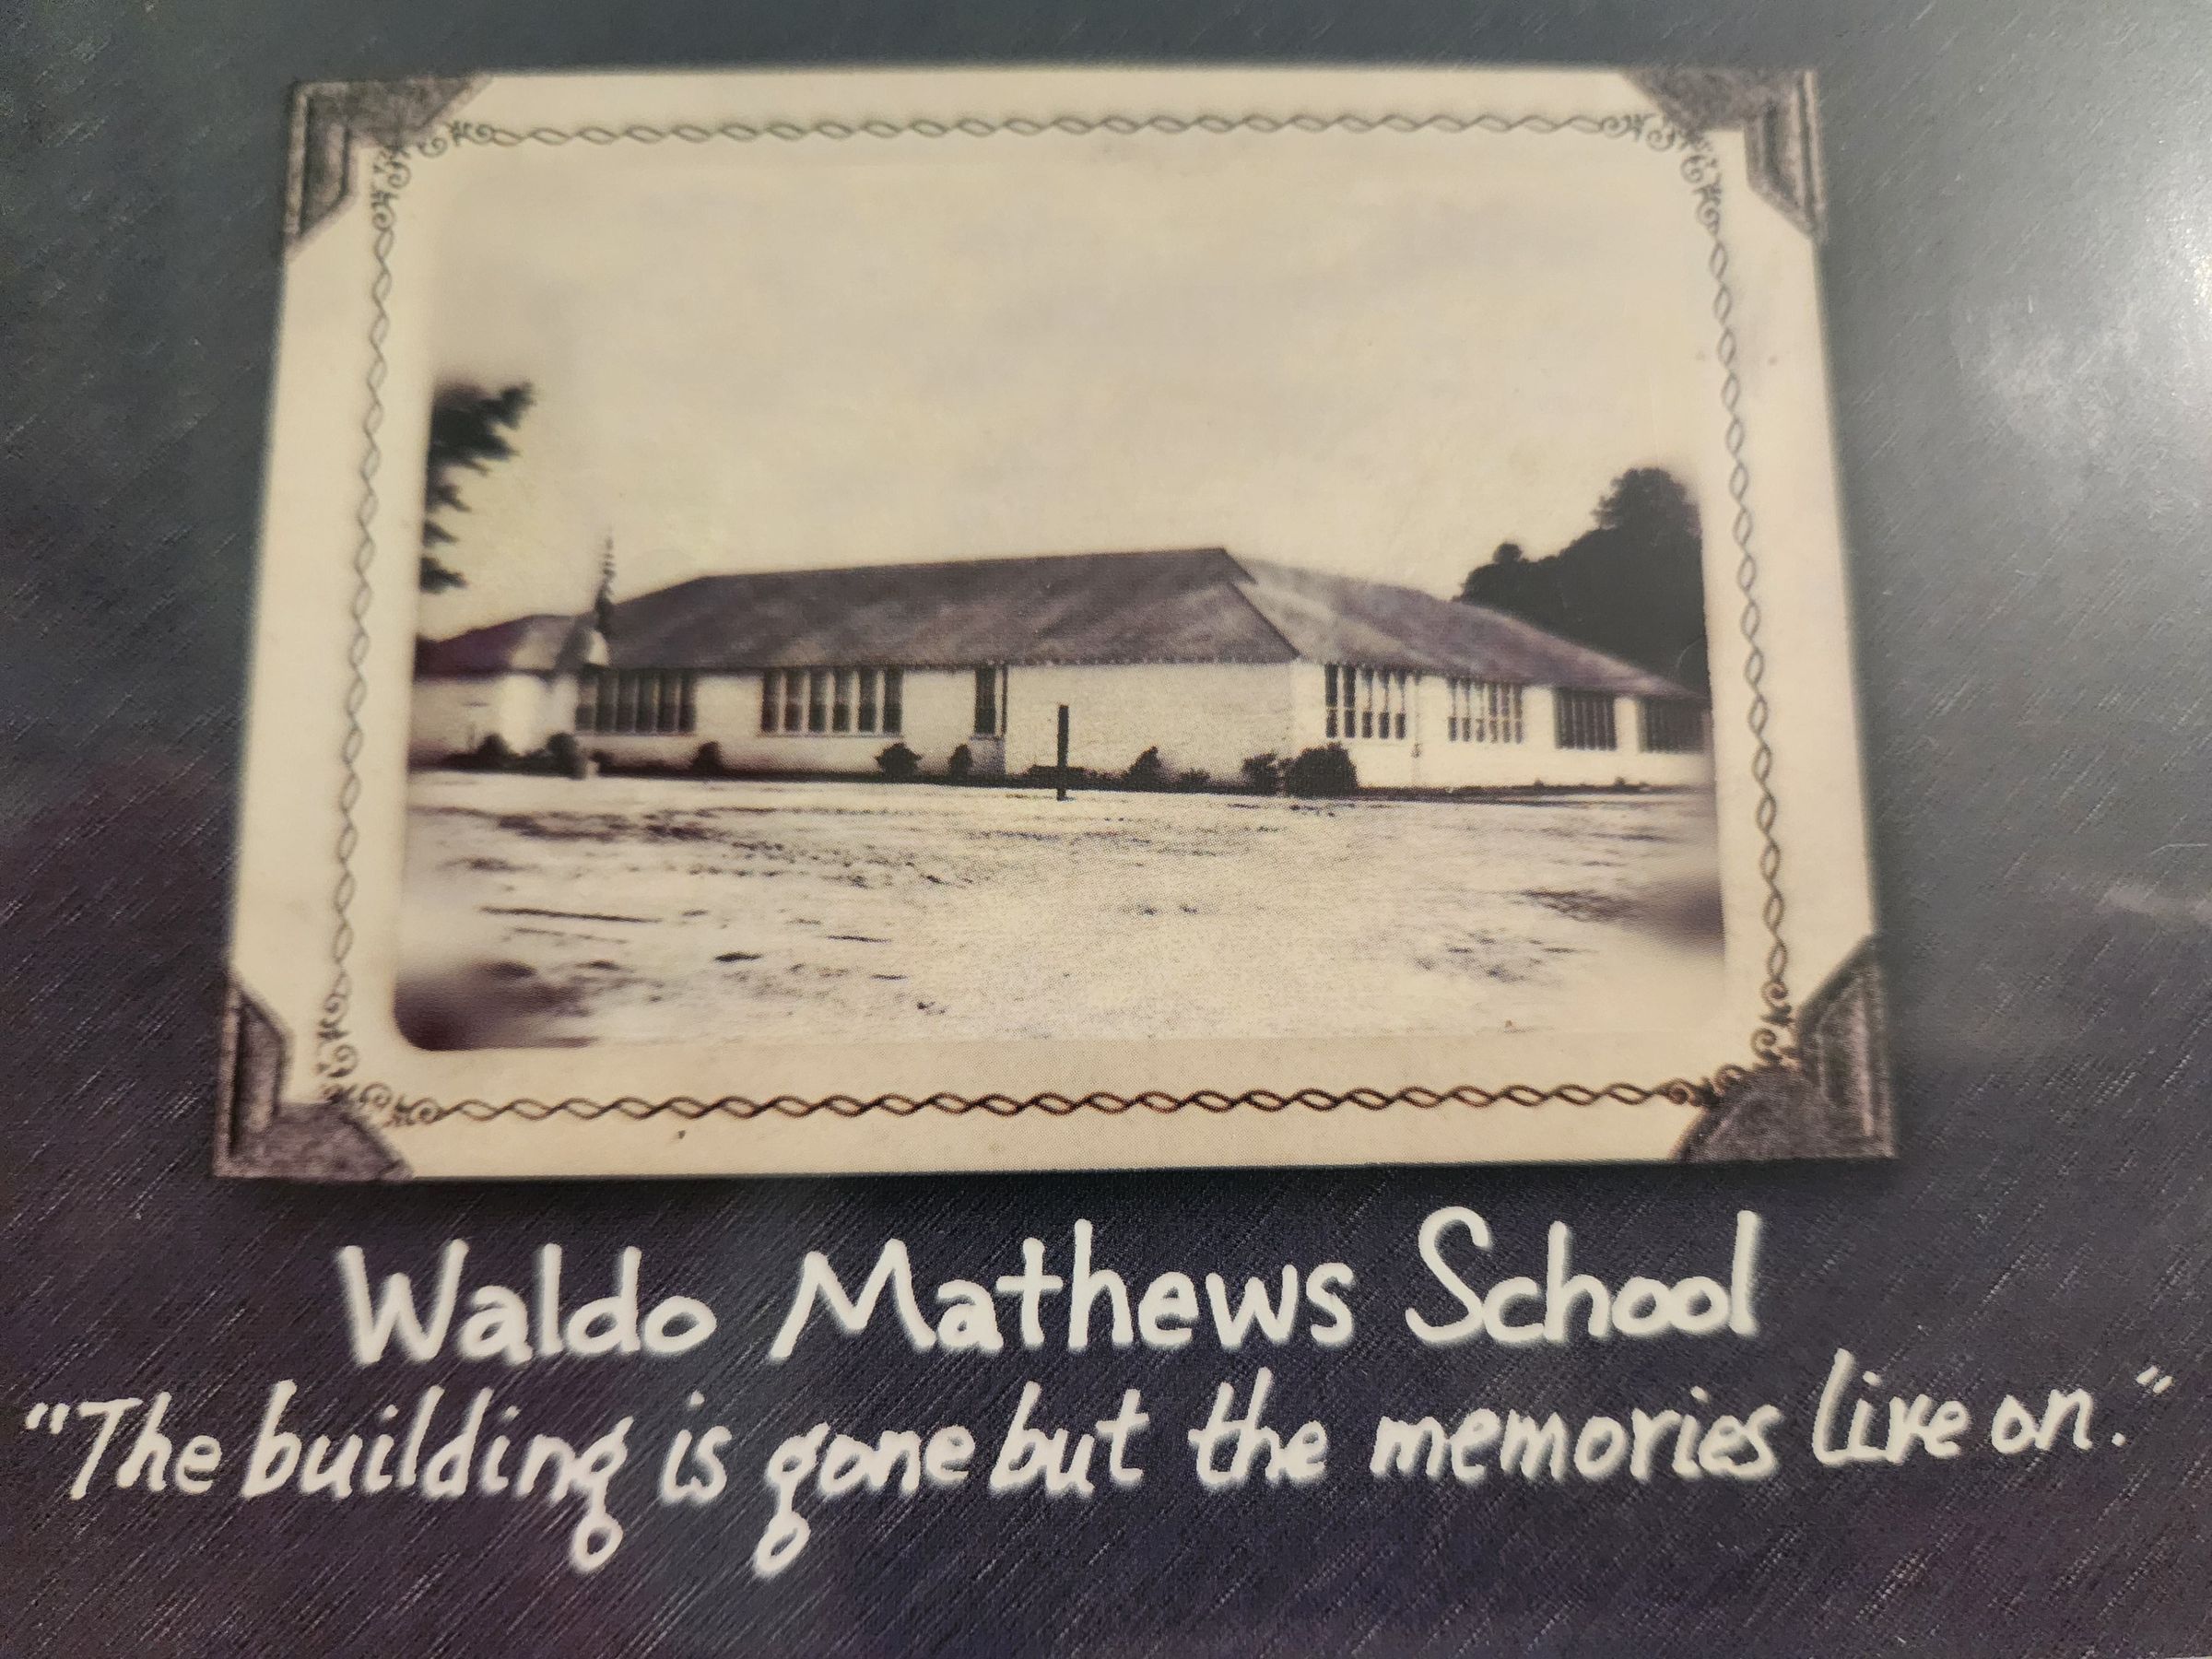 Waldo Mathews School
"The building is gone but the memories live on."